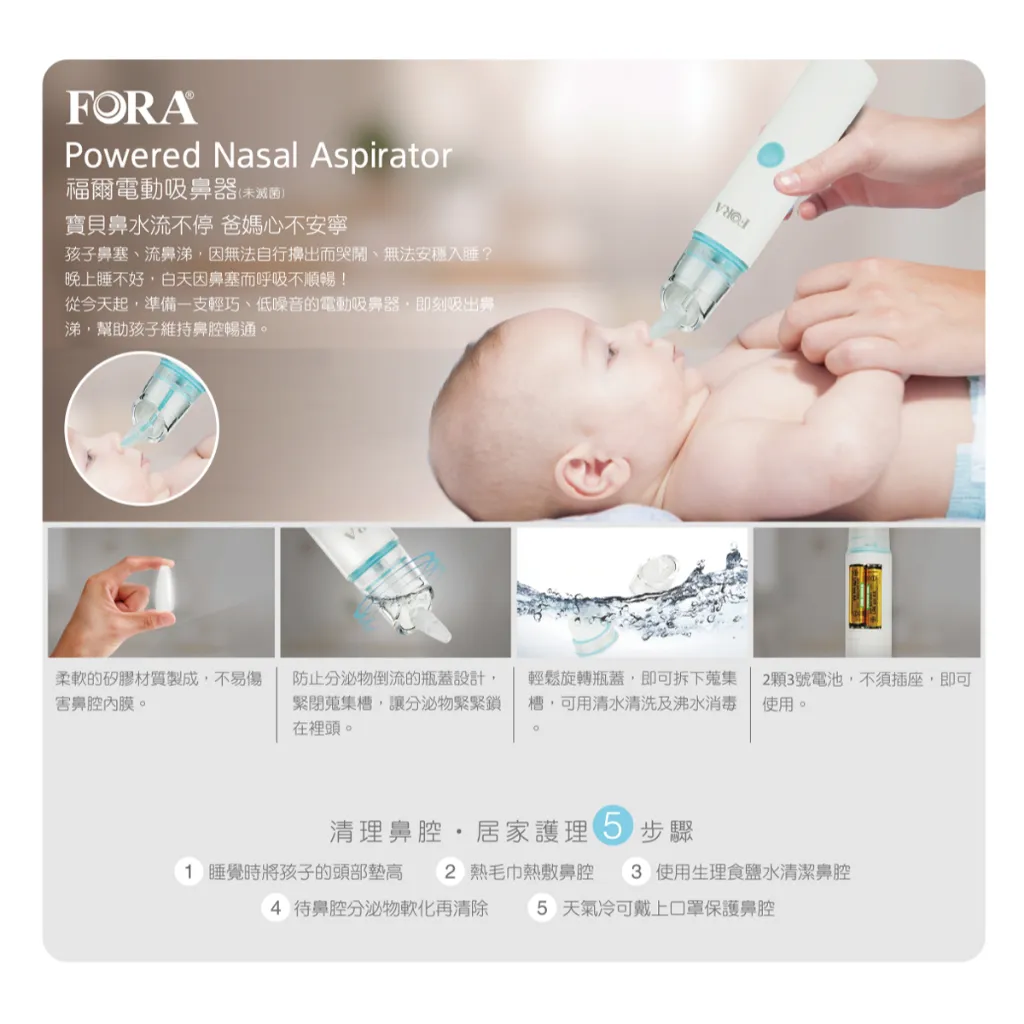 FORA®
Powered Nasal Aspirator
福爾電動吸鼻器(未滅菌)
寶貝鼻水流不停 爸媽心不安寧
孩子鼻塞、流鼻涕，因無法自行擤出而哭鬧、無法安穩入睡？
晚上睡不好，白天因鼻塞而呼吸不順暢！
從今天起，準備一支輕巧、低噪音的電動吸鼻器，即刻吸出鼻
涕，幫助孩子維持鼻腔暢通。
FORA
柔軟的矽膠材質製成，不易傷
害鼻腔內膜。
防止分泌物倒流的瓶蓋設計，
緊閉蒐集槽，讓分泌物緊緊鎖
在裡頭。
輕鬆旋轉瓶蓋，即可拆下蒐集
槽，可用清水清洗及沸水消毒
。
2顆3號電池，不須插座，即可
使用。
清理鼻腔・居家護理5步驟
1 睡覺時將孩子的頭部墊高
2 熱毛巾熱敷鼻腔
3 使用生理食鹽水清潔鼻腔
4 待鼻腔分泌物軟化再清除
5 天氣冷可戴上口罩保護鼻腔